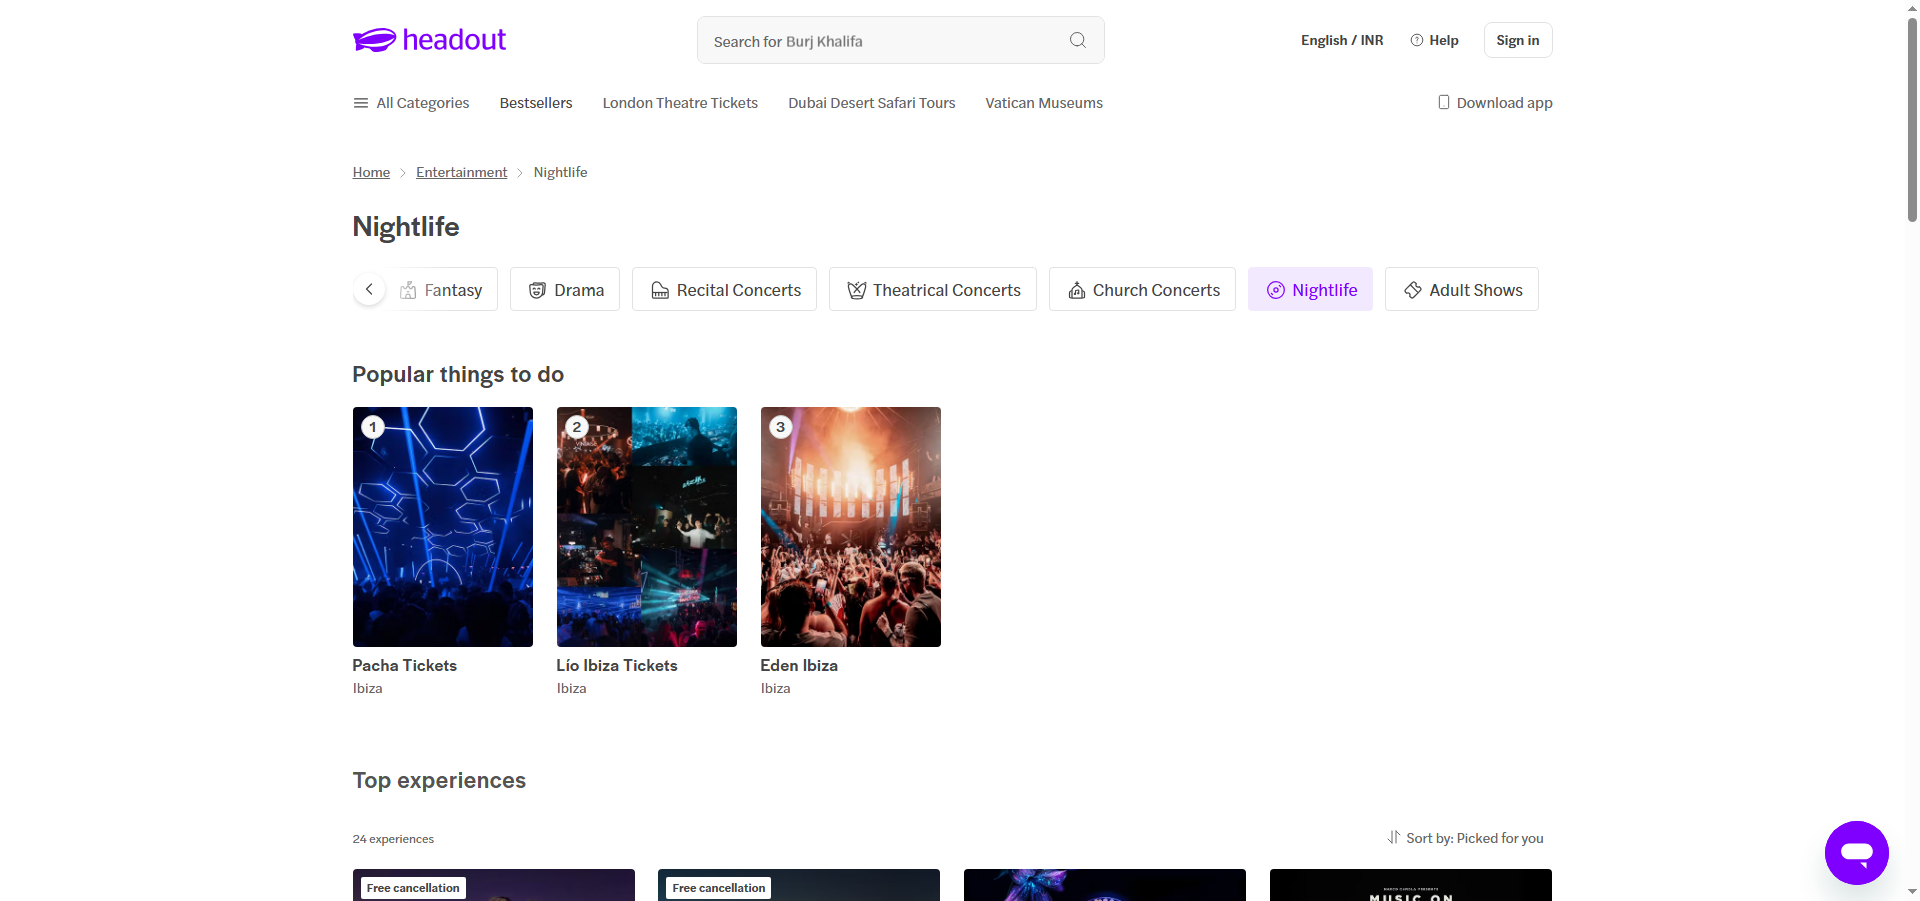 headout
Search for Burj Khalifa
English / INR
Help
Sign in
All Categories
Bestsellers
London Theatre Tickets
Dubai Desert Safari Tours
Vatican Museums
Download app
Home
Entertainment
Nightlife
Nightlife
Fantasy
Drama
Recital Concerts
Theatrical Concerts
Church Concerts
Nightlife
Adult Shows
Popular things to do
1
2
3
Pacha Tickets
Ibiza
Lío Ibiza Tickets
Ibiza
Eden Ibiza
Ibiza
Top experiences
24 experiences
Sort by: Picked for you
Free cancellation
Free cancellation
MUSIC ON